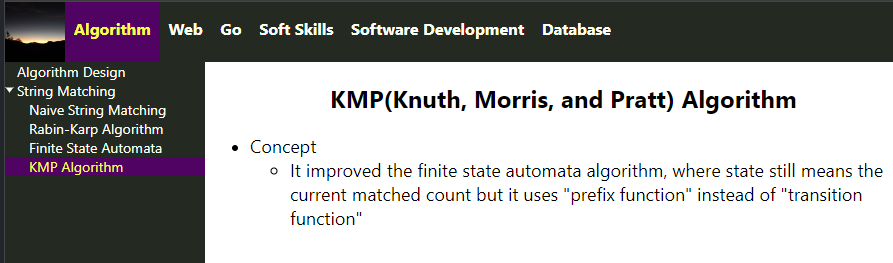 Algorithm Web Go Soft Skills Software Development Database
Algorithm Design
String Matching
Naive String Matching
Rabin-Karp Algorithm
Finite State Automata
KMP Algorithm
KMP(Knuth, Morris, and Pratt) Algorithm
Concept
It improved the finite state automata algorithm, where state still means the
current matched count but it uses "prefix function" instead of "transition
function"